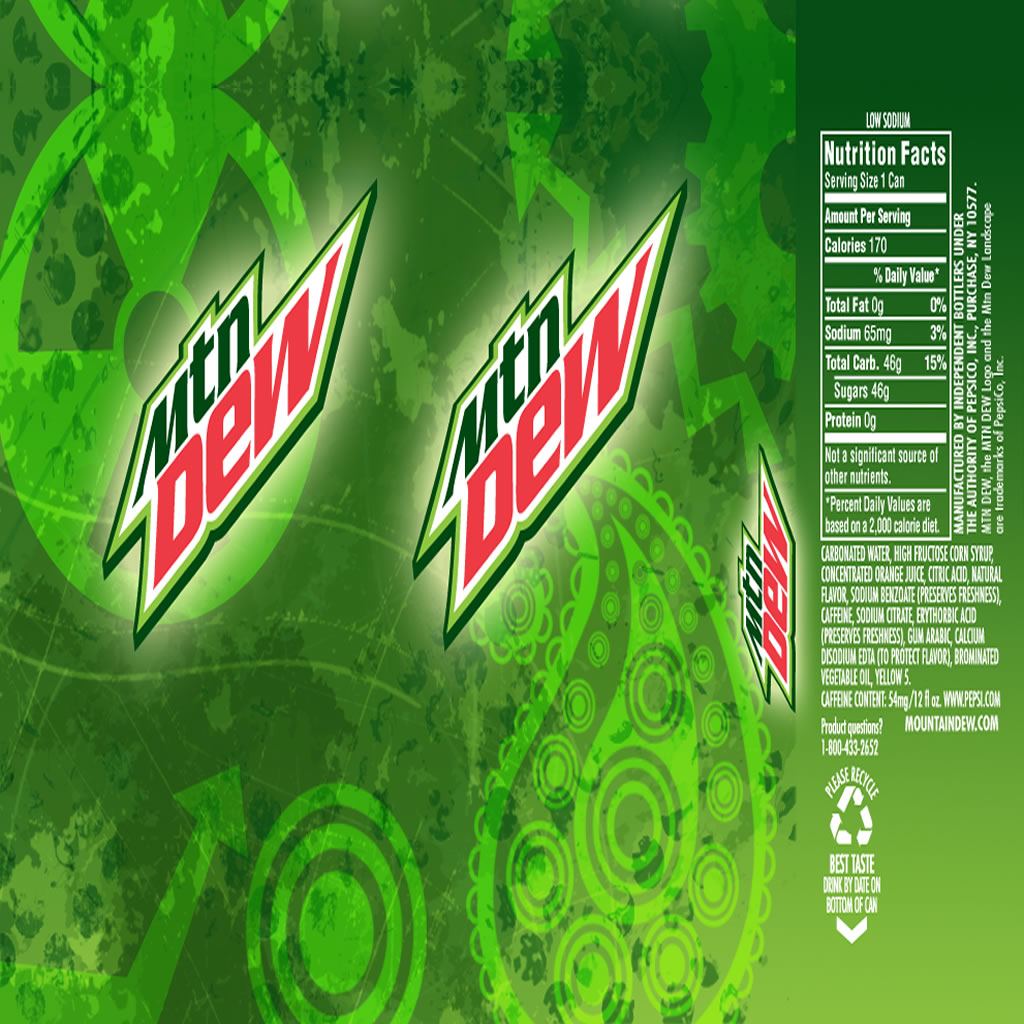 Mtn
Dew
Mtn
Dew
Mtn
Dew
LOW SODIUM
Nutrition Facts
Serving Size 1 Can
Amount Per Serving
Calories 170
% Daily Value*
Total Fat 0g 0%
Sodium 65mg 3%
Total Carb. 46g 15%
Sugars 46g
Protein 0g
Not a significant source of
other nutrients.
*Percent Daily Values are
based on a 2,000 calorie diet.
MANUFACTURED BY INDEPENDENT BOTTLERS UNDER
THE AUTHORITY OF PEPSICO, INC., PURCHASE, NY 10577.
MTN DEW, the MTN DEW Logo and the Mtn Dew Landscape
are trademarks of PepsiCo, Inc.
CARBONATED WATER, HIGH FRUCTOSE CORN SYRUP,
CONCENTRATED ORANGE JUICE, CITRIC ACID, NATURAL
FLAVOR, SODIUM BENZOATE (PRESERVES FRESHNESS),
CAFFEINE, SODIUM CITRATE, ERYTHORBIC ACID
(PRESERVES FRESHNESS), GUM ARABIC, CALCIUM
DISODIUM EDTA (TO PROTECT FLAVOR), BROMINATED
VEGETABLE OIL, YELLOW 5.
CAFFEINE CONTENT: 54mg/12 fl oz. WWW.PEPSI.COM
Product questions? MOUNTAINDEW.COM
1-800-433-2652
PLEASE RECYCLE
BEST TASTE
DRINK BY DATE ON
BOTTOM OF CAN